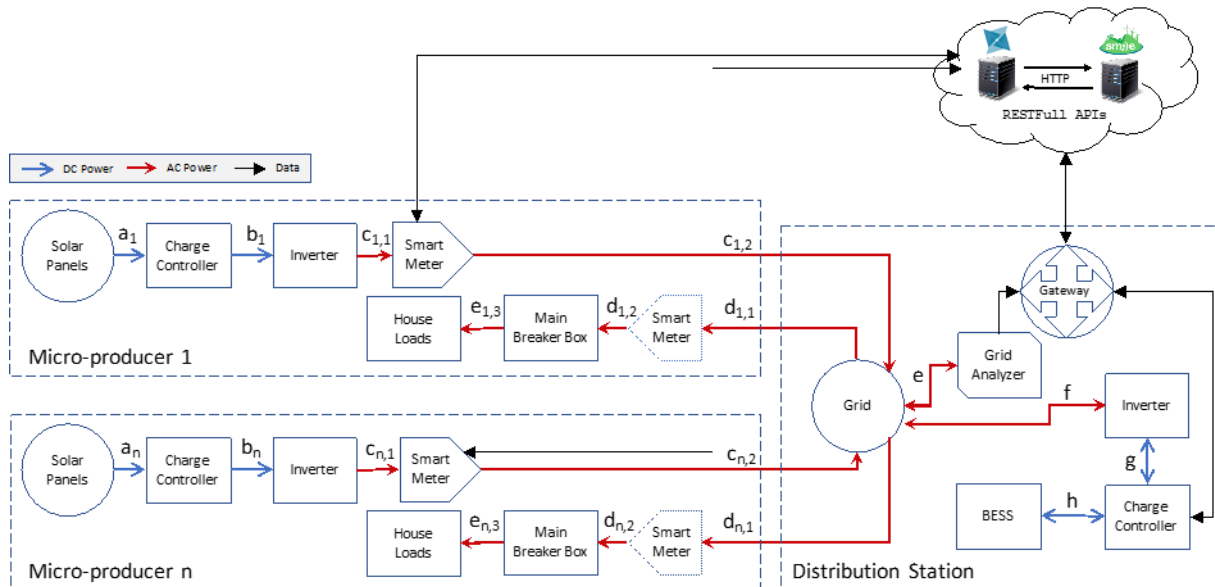 smile
HTTP
RESTFull APIs
DC Power
AC Power
Data
Solar
Panels
a1
Charge
Controller
b1
Inverter
c1,1
Smart
Meter
c1,2
House
Loads
e1,3
Main
Breaker Box
d1,2
Smart
Meter
d1,1
Micro-producer 1
Solar
Panels
an
Charge
Controller
bn
Inverter
cn,1
Smart
Meter
cn,2
House
Loads
en,3
Main
Breaker Box
dn,2
Smart
Meter
dn,1
Micro-producer n
Gateway
Grid
Analyzer
Grid
e
f
Inverter
g
BESS
h
Charge
Controller
Distribution Station